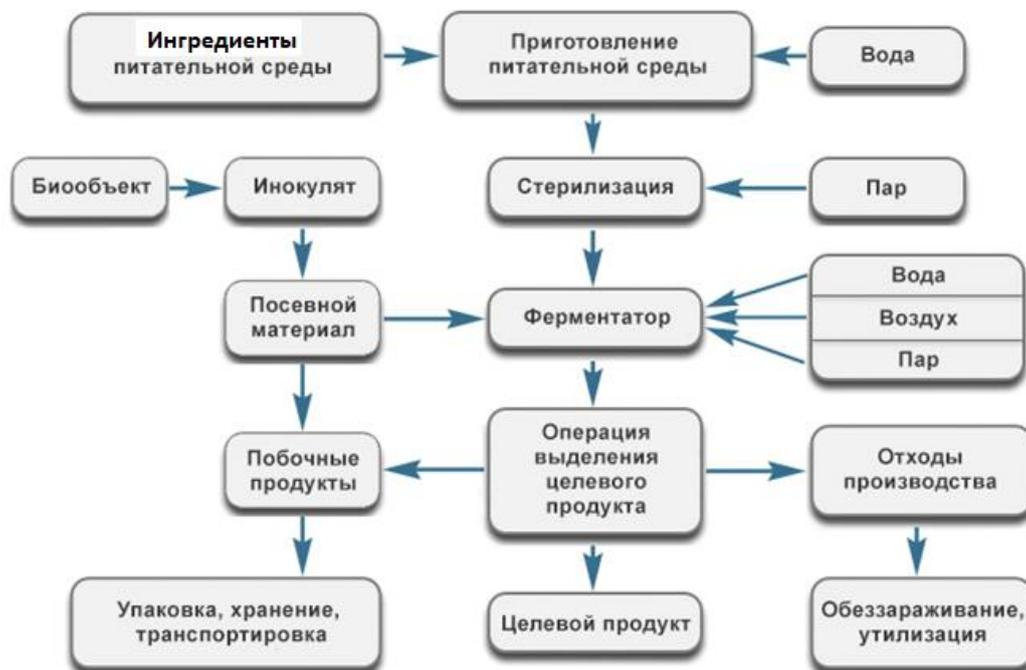 Ингредиенты
питательной среды
Приготовление
питательной среды
Вода
Биообъект
Инокулят
Стерилизация
Пар
Посевной
материал
Ферментатор
Вода
Воздух
Пар
Побочные
продукты
Операция
выделения
целевого
продукта
Отходы
производства
Упаковка, хранение,
транспортировка
Целевой продукт
Обеззараживание,
утилизация